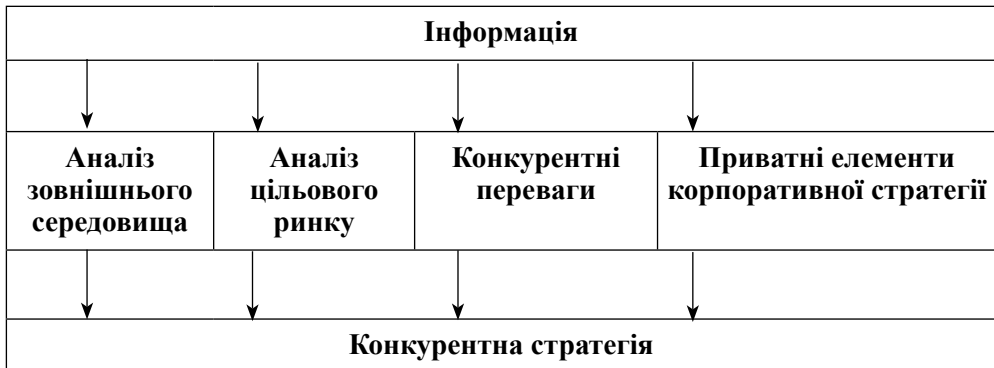 Інформація
Аналіз
зовнішнього
середовища
Аналіз
цільового
ринку
Конкурентні
переваги
Приватні елементи
корпоративної стратегії
Конкурентна стратегія